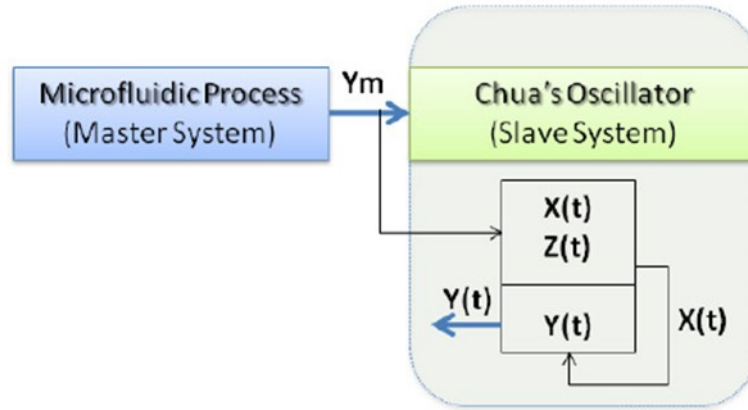 Microfluidic Process
(Master System)
Ym
Chua's Oscillator
(Slave System)
X(t)
Z(t)
Y(t)
Y(t)
X(t)